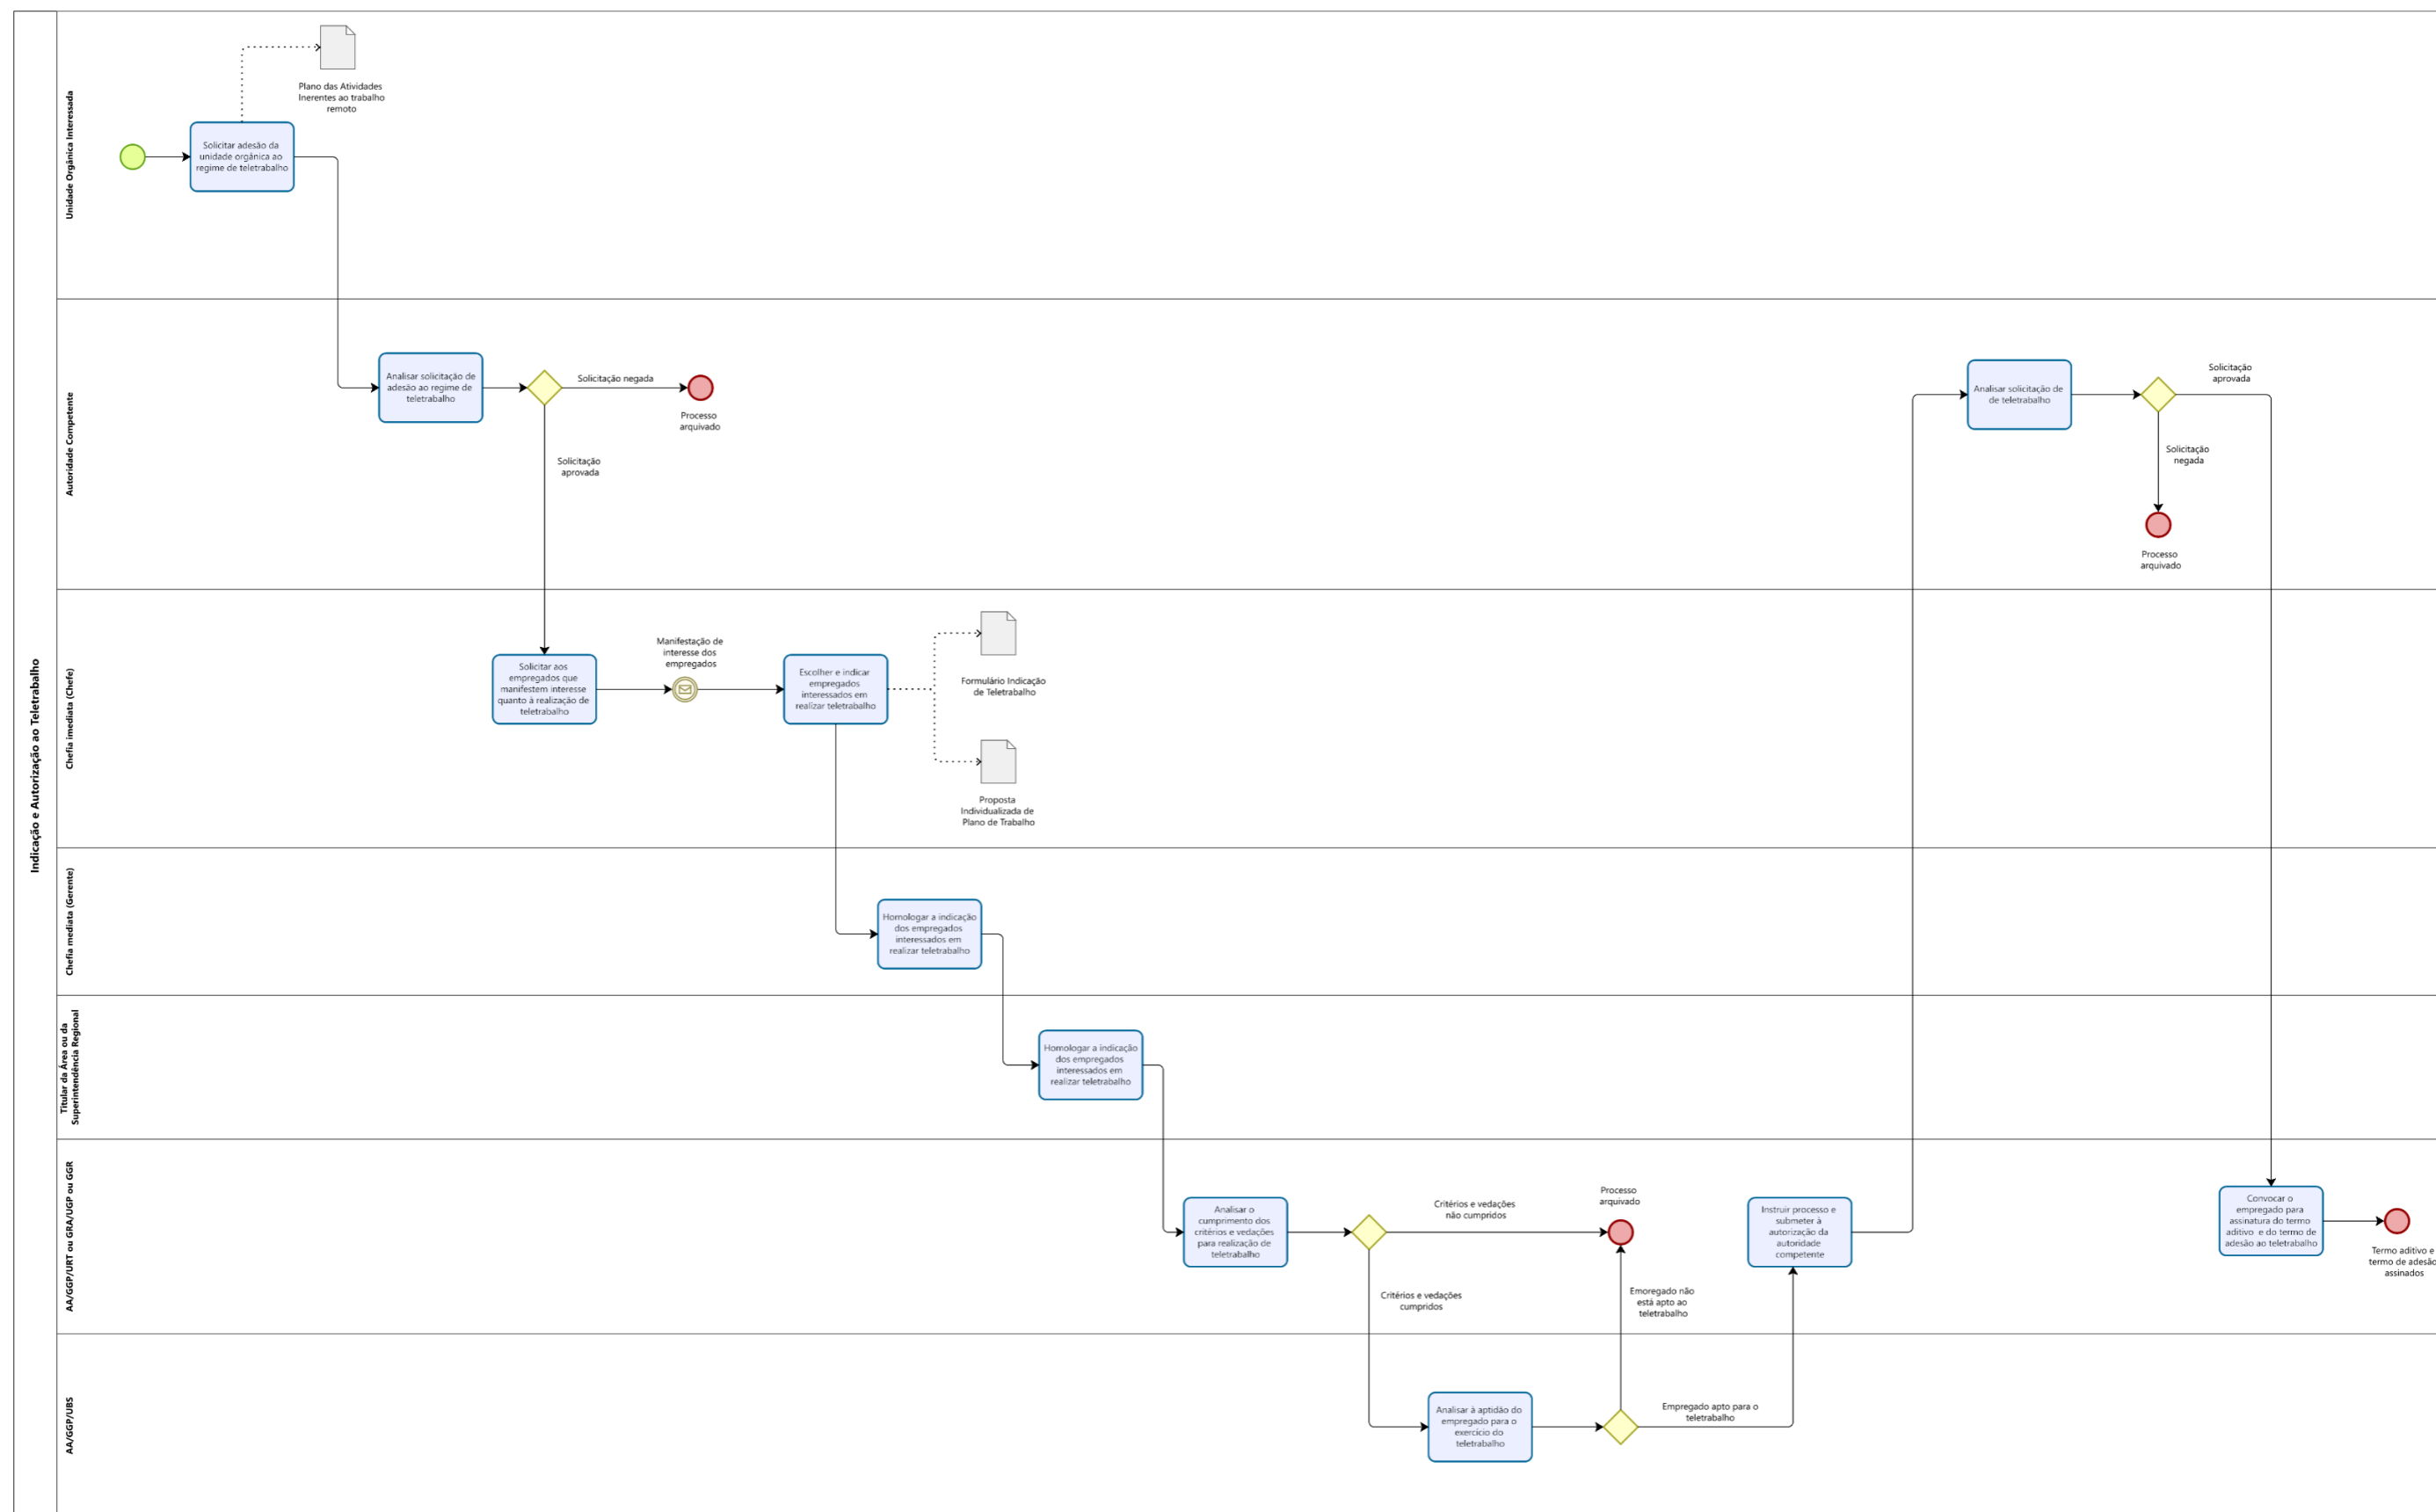 Indicação e Autorização ao Teletrabalho
Unidade Orgânica Interessada
Plano das Atividades
Inerentes ao trabalho
remoto
Solicitar adesão da
unidade orgânica ao
regime de teletrabalho
Autoridade Competente
Analisar solicitação de
adesão ao regime de
teletrabalho
Solicitação negada
Processo
arquivado
Solicitação
aprovada
Analisar solicitação de
de teletrabalho
Solicitação
aprovada
Solicitação
negada
Processo
arquivado
Chefia imediata (Chefe)
Solicitar aos
empregados que
manifestem interesse
quanto à realização de
teletrabalho
Manifestação de
interesse dos
empregados
Escolher e indicar
empregados
interessados em
realizar teletrabalho
Formulário Indicação
de Teletrabalho
Proposta
Individualizada de
Plano de Trabalho
Chefia mediata (Gerente)
Homologar a indicação
dos empregados
interessados em
realizar teletrabalho
Titular da Área ou da
Superintendência Regional
Homologar a indicação
dos empregados
interessados em
realizar teletrabalho
AA/GGP/URT ou GRA/UGP ou GGR
Analisar o
cumprimento dos
critérios e vedações
para realização de
teletrabalho
Critérios e vedações
não cumpridos
Processo
arquivado
Critérios e vedações
cumpridos
Emoregado não
está apto ao
teletrabalho
Instruir processo e
submeter à
autorização da
autoridade
competente
Convocar o
empregado para
assinatura do termo
aditivo e do termo de
adesão ao teletrabalho
Termo aditivo e
termo de adesão
assinados
AA/GGP/UBS
Analisar à aptidão do
empregado para o
exercício do
teletrabalho
Empregado apto para o
teletrabalho